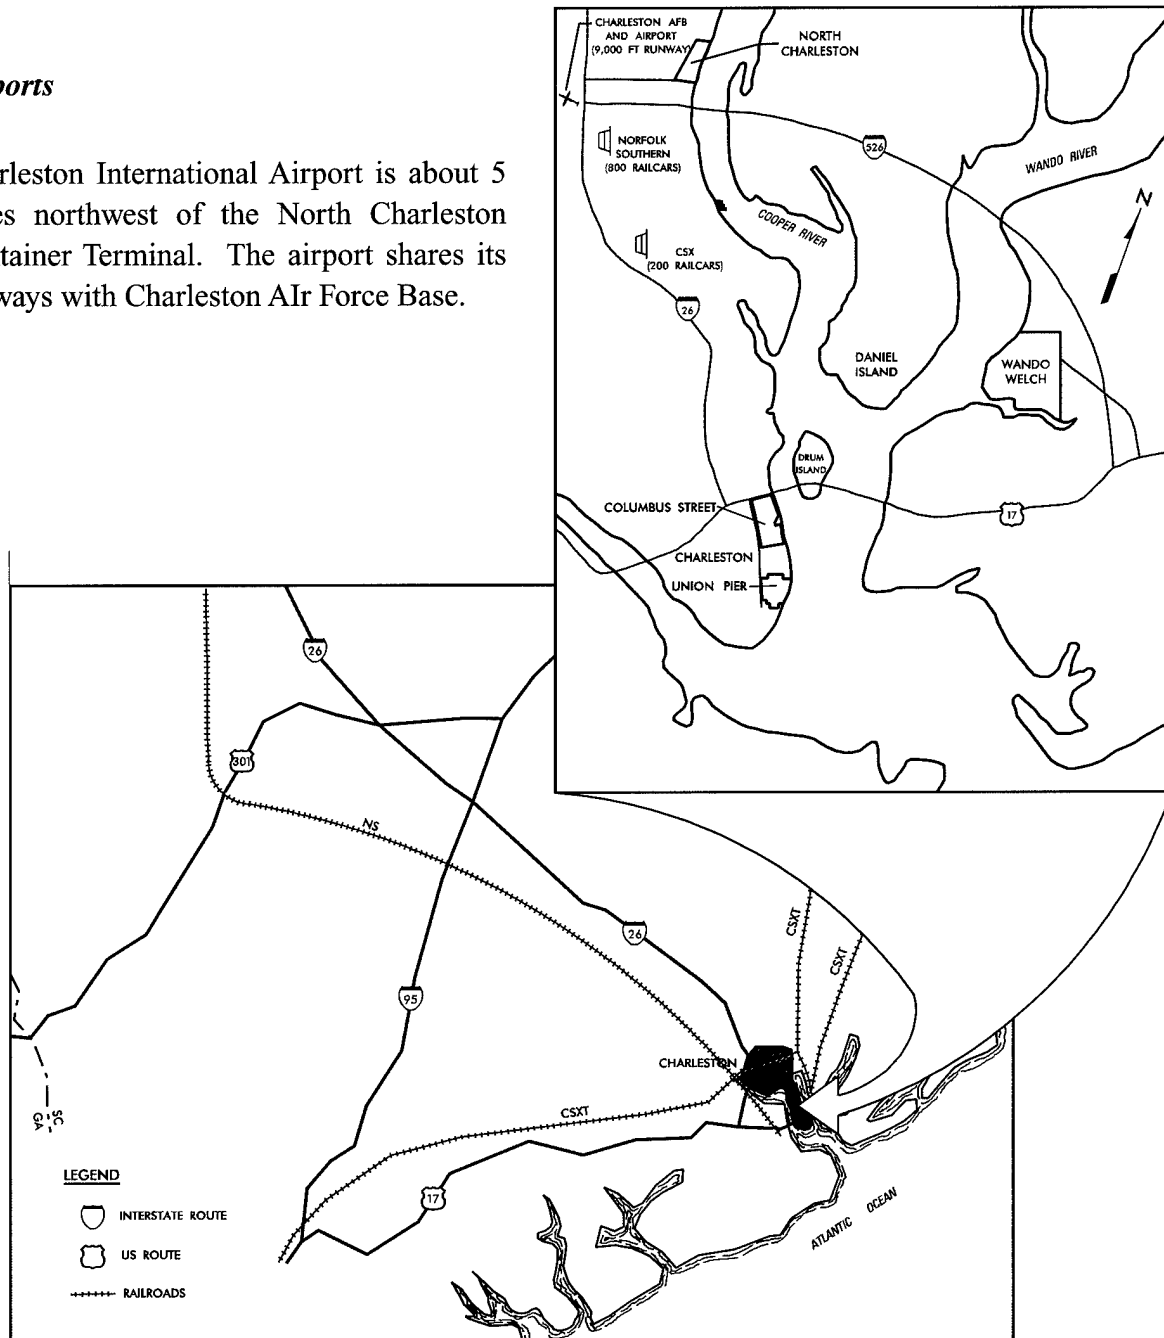 ports
rleston International Airport is about 5
es northwest of the North Charleston
tainer Terminal. The airport shares its
ways with Charleston AIr Force Base.
CHARLESTON AFB
AND AIRPORT
(9,000 FT RUNWAY)
NORTH
CHARLESTON
526
WANDO RIVER
NORFOLK
SOUTHERN
(800 RAILCARS)
N
COOPER RIVER
CSX
(200 RAILCARS)
26
DANIEL
ISLAND
WANDO
WELCH
DRUM
ISLAND
COLUMBUS STREET
17
CHARLESTON
UNION PIER
26
301
NS
CSXT
CSXT
26
95
CHARLESTON
CSXT
SC
GA
17
ATLANTIC OCEAN
LEGEND
INTERSTATE ROUTE
US ROUTE
RAILROADS